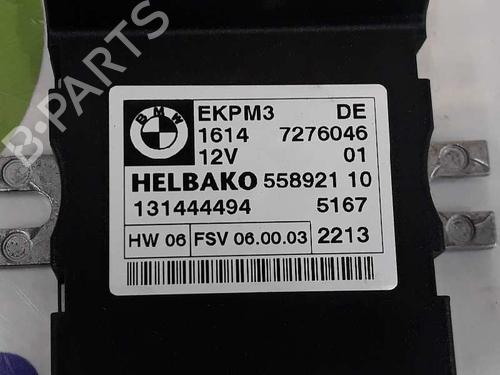 B-PARTS
BMW
EKPM3 DE
1614 7276046
12V 01
HELBAKO 558921 10
131444494 5167
HW 06 FSV 06.00.03 2213